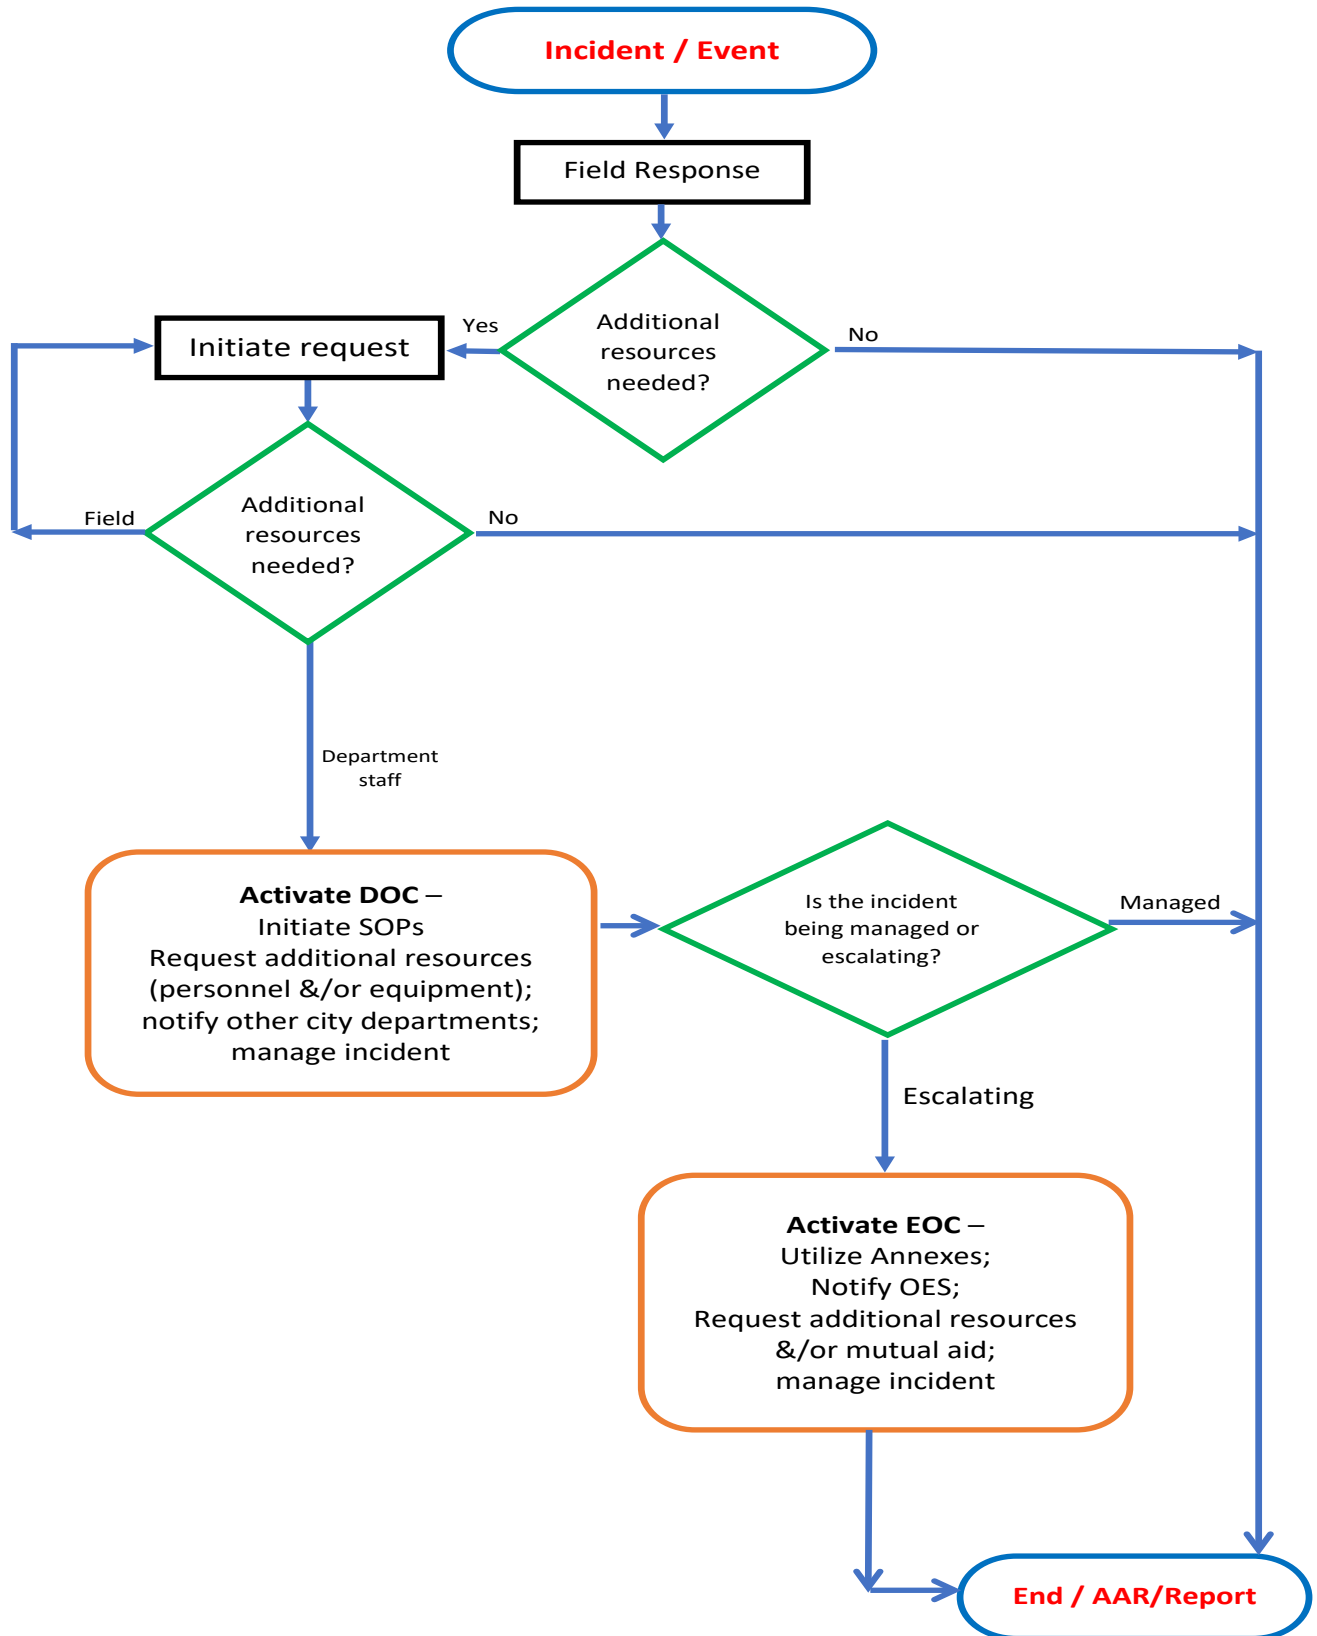 Incident / Event
Field Response
Additional
resources
needed?
Yes
No
Initiate request
Additional
resources
needed?
Field
No
Department
staff
Activate DOC –
Initiate SOPs
Request additional resources
(personnel &/or equipment);
notify other city departments;
manage incident
Is the incident
being managed or
escalating?
Managed
Escalating
Activate EOC –
Utilize Annexes;
Notify OES;
Request additional resources
&/or mutual aid;
manage incident
End / AAR/Report